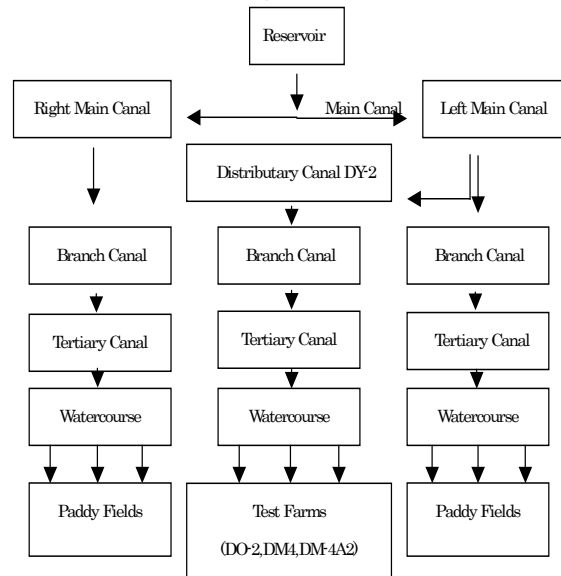 Reservoir
Right Main Canal
Main Canal
Left Main Canal
Distributary Canal DY-2
Branch Canal
Branch Canal
Branch Canal
Tertiary Canal
Tertiary Canal
Tertiary Canal
Watercourse
Watercourse
Watercourse
Paddy Fields
Test Farms
Paddy Fields
(DO-2,DM4,DM-4A2)